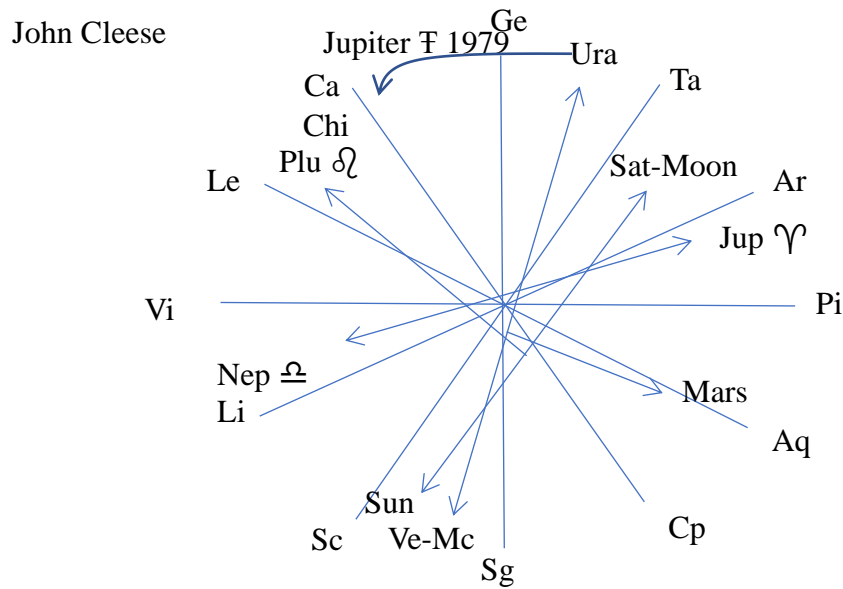 John Cleese
Ge
Jupiter Ŧ 1979
Ura
Ca
Ta
Chi
Plu ♌
Sat-Moon
Le
Ar
Jup ♈
Vi
Pi
Nep ♎
Mars
Li
Aq
Sun
Sc
Ve-Mc
Cp
Sg